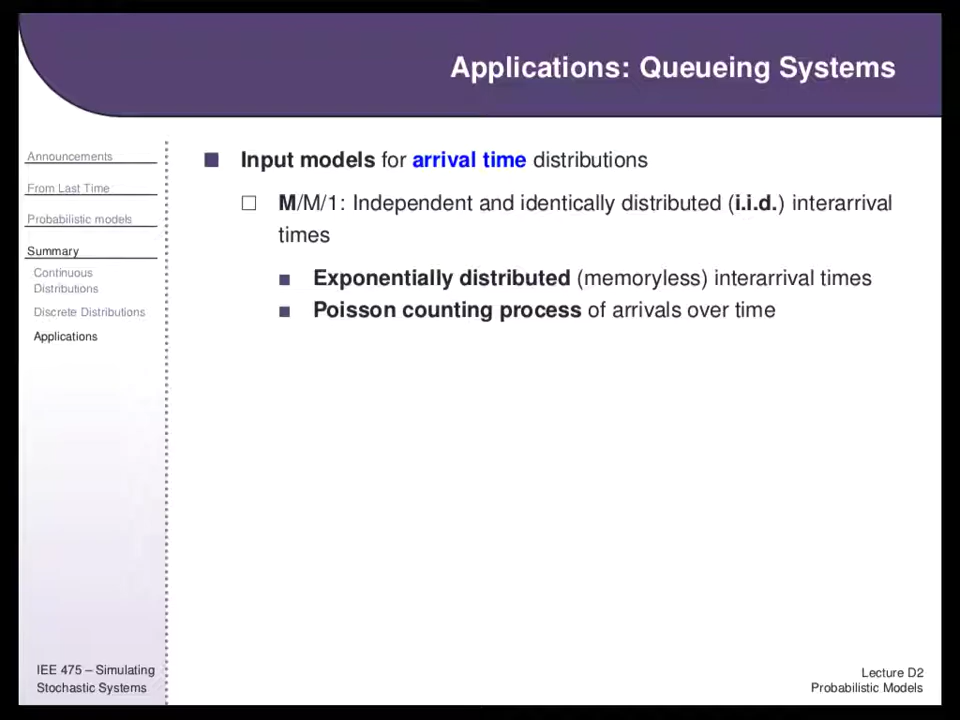 Applications: Queueing Systems
Announcements
From Last Time
Probabilistic models
Summary
Continuous
Distributions
Discrete Distributions
Applications
■ Input models for arrival time distributions
□ M/M/1: Independent and identically distributed (i.i.d.) interarrival
times
■ Exponentially distributed (memoryless) interarrival times
■ Poisson counting process of arrivals over time
IEE 475 – Simulating
Stochastic Systems
Lecture D2
Probabilistic Models